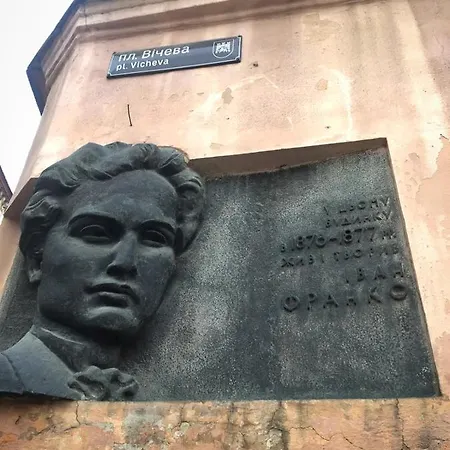 пл. Вічева
pl. Vicheva
У ЦЬОМУ
БУДИНКУ
В 1876-1877 рр.
ЖИВ І ТВОРИВ
ІВАН
ФРАНКО